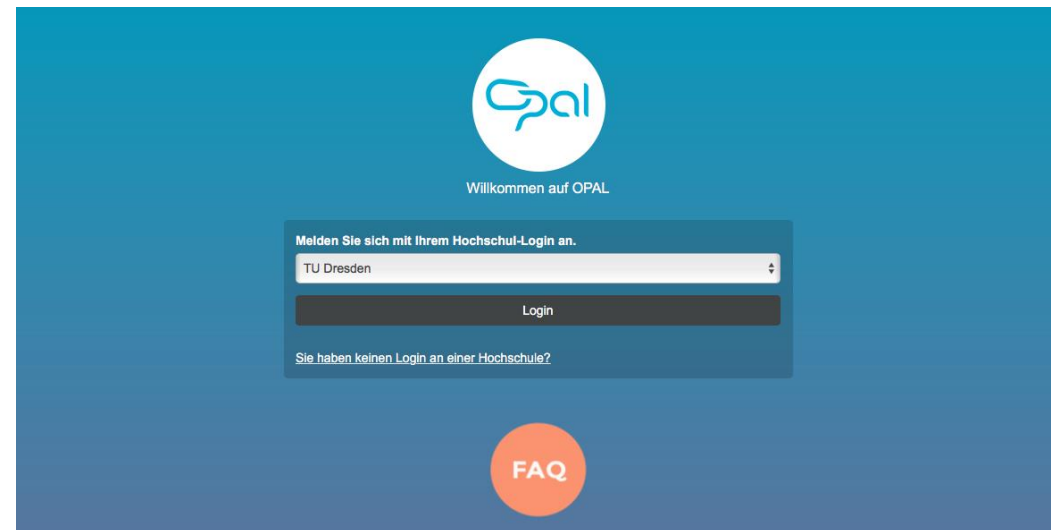 Opal
Willkommen auf OPAL
Melden Sie sich mit Ihrem Hochschul-Login an.
TU Dresden
Login
Sie haben keinen Login an einer Hochschule?
FAQ